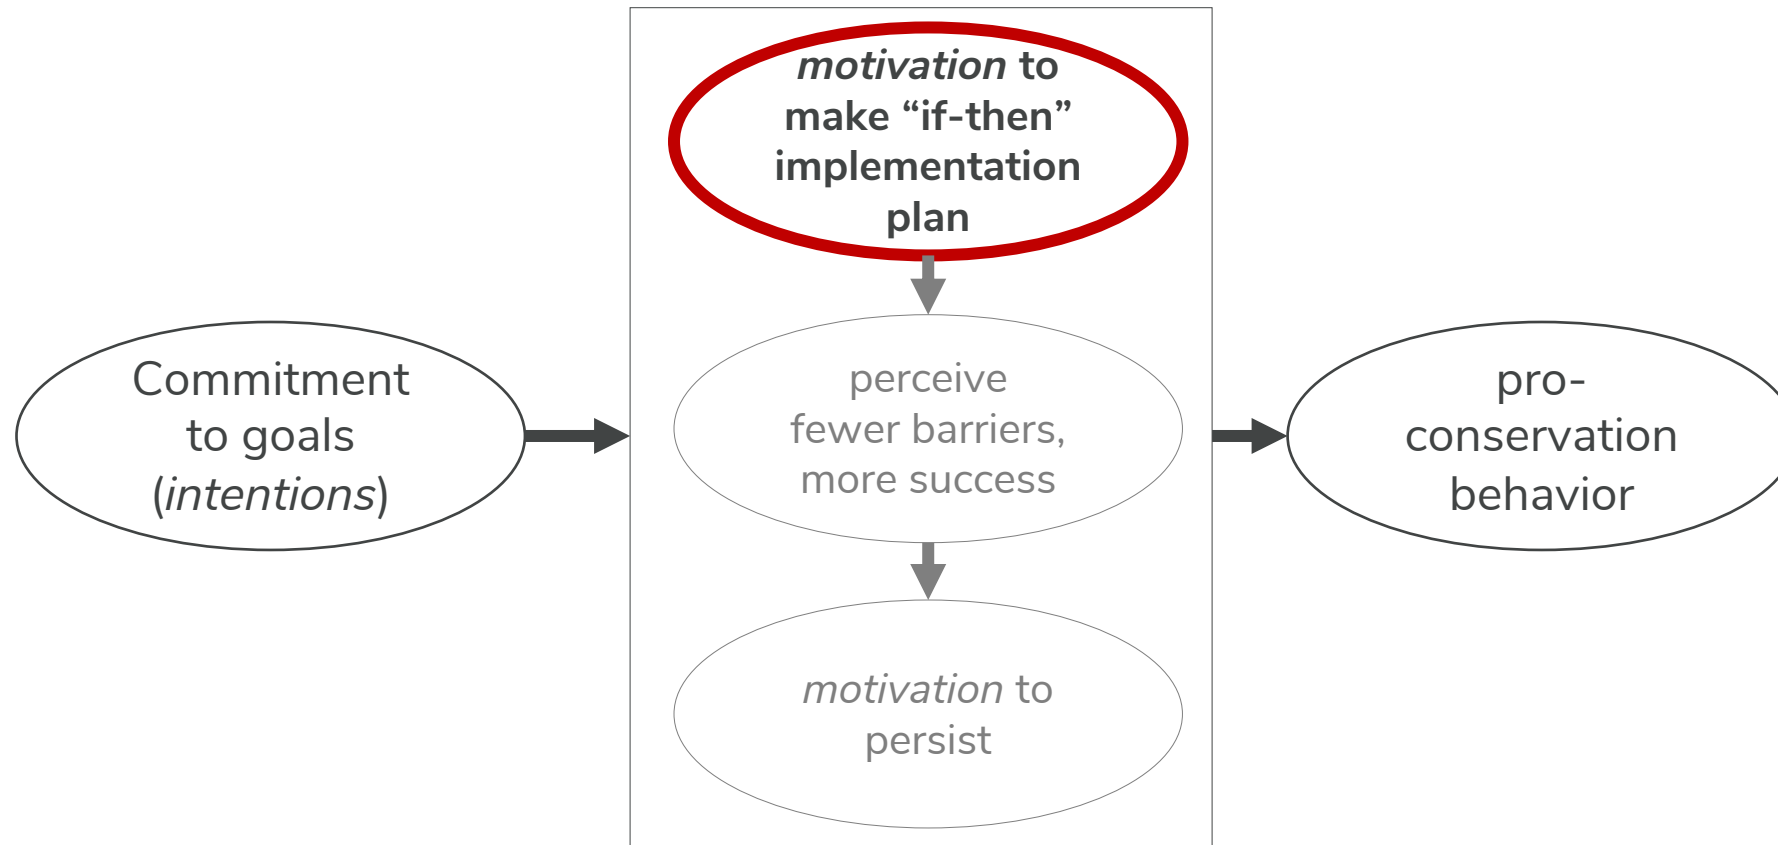 motivation to
make “if-then”
implementation
plan
Commitment
to goals
(intentions)
perceive
fewer barriers,
more success
pro-
conservation
behavior
motivation to
persist